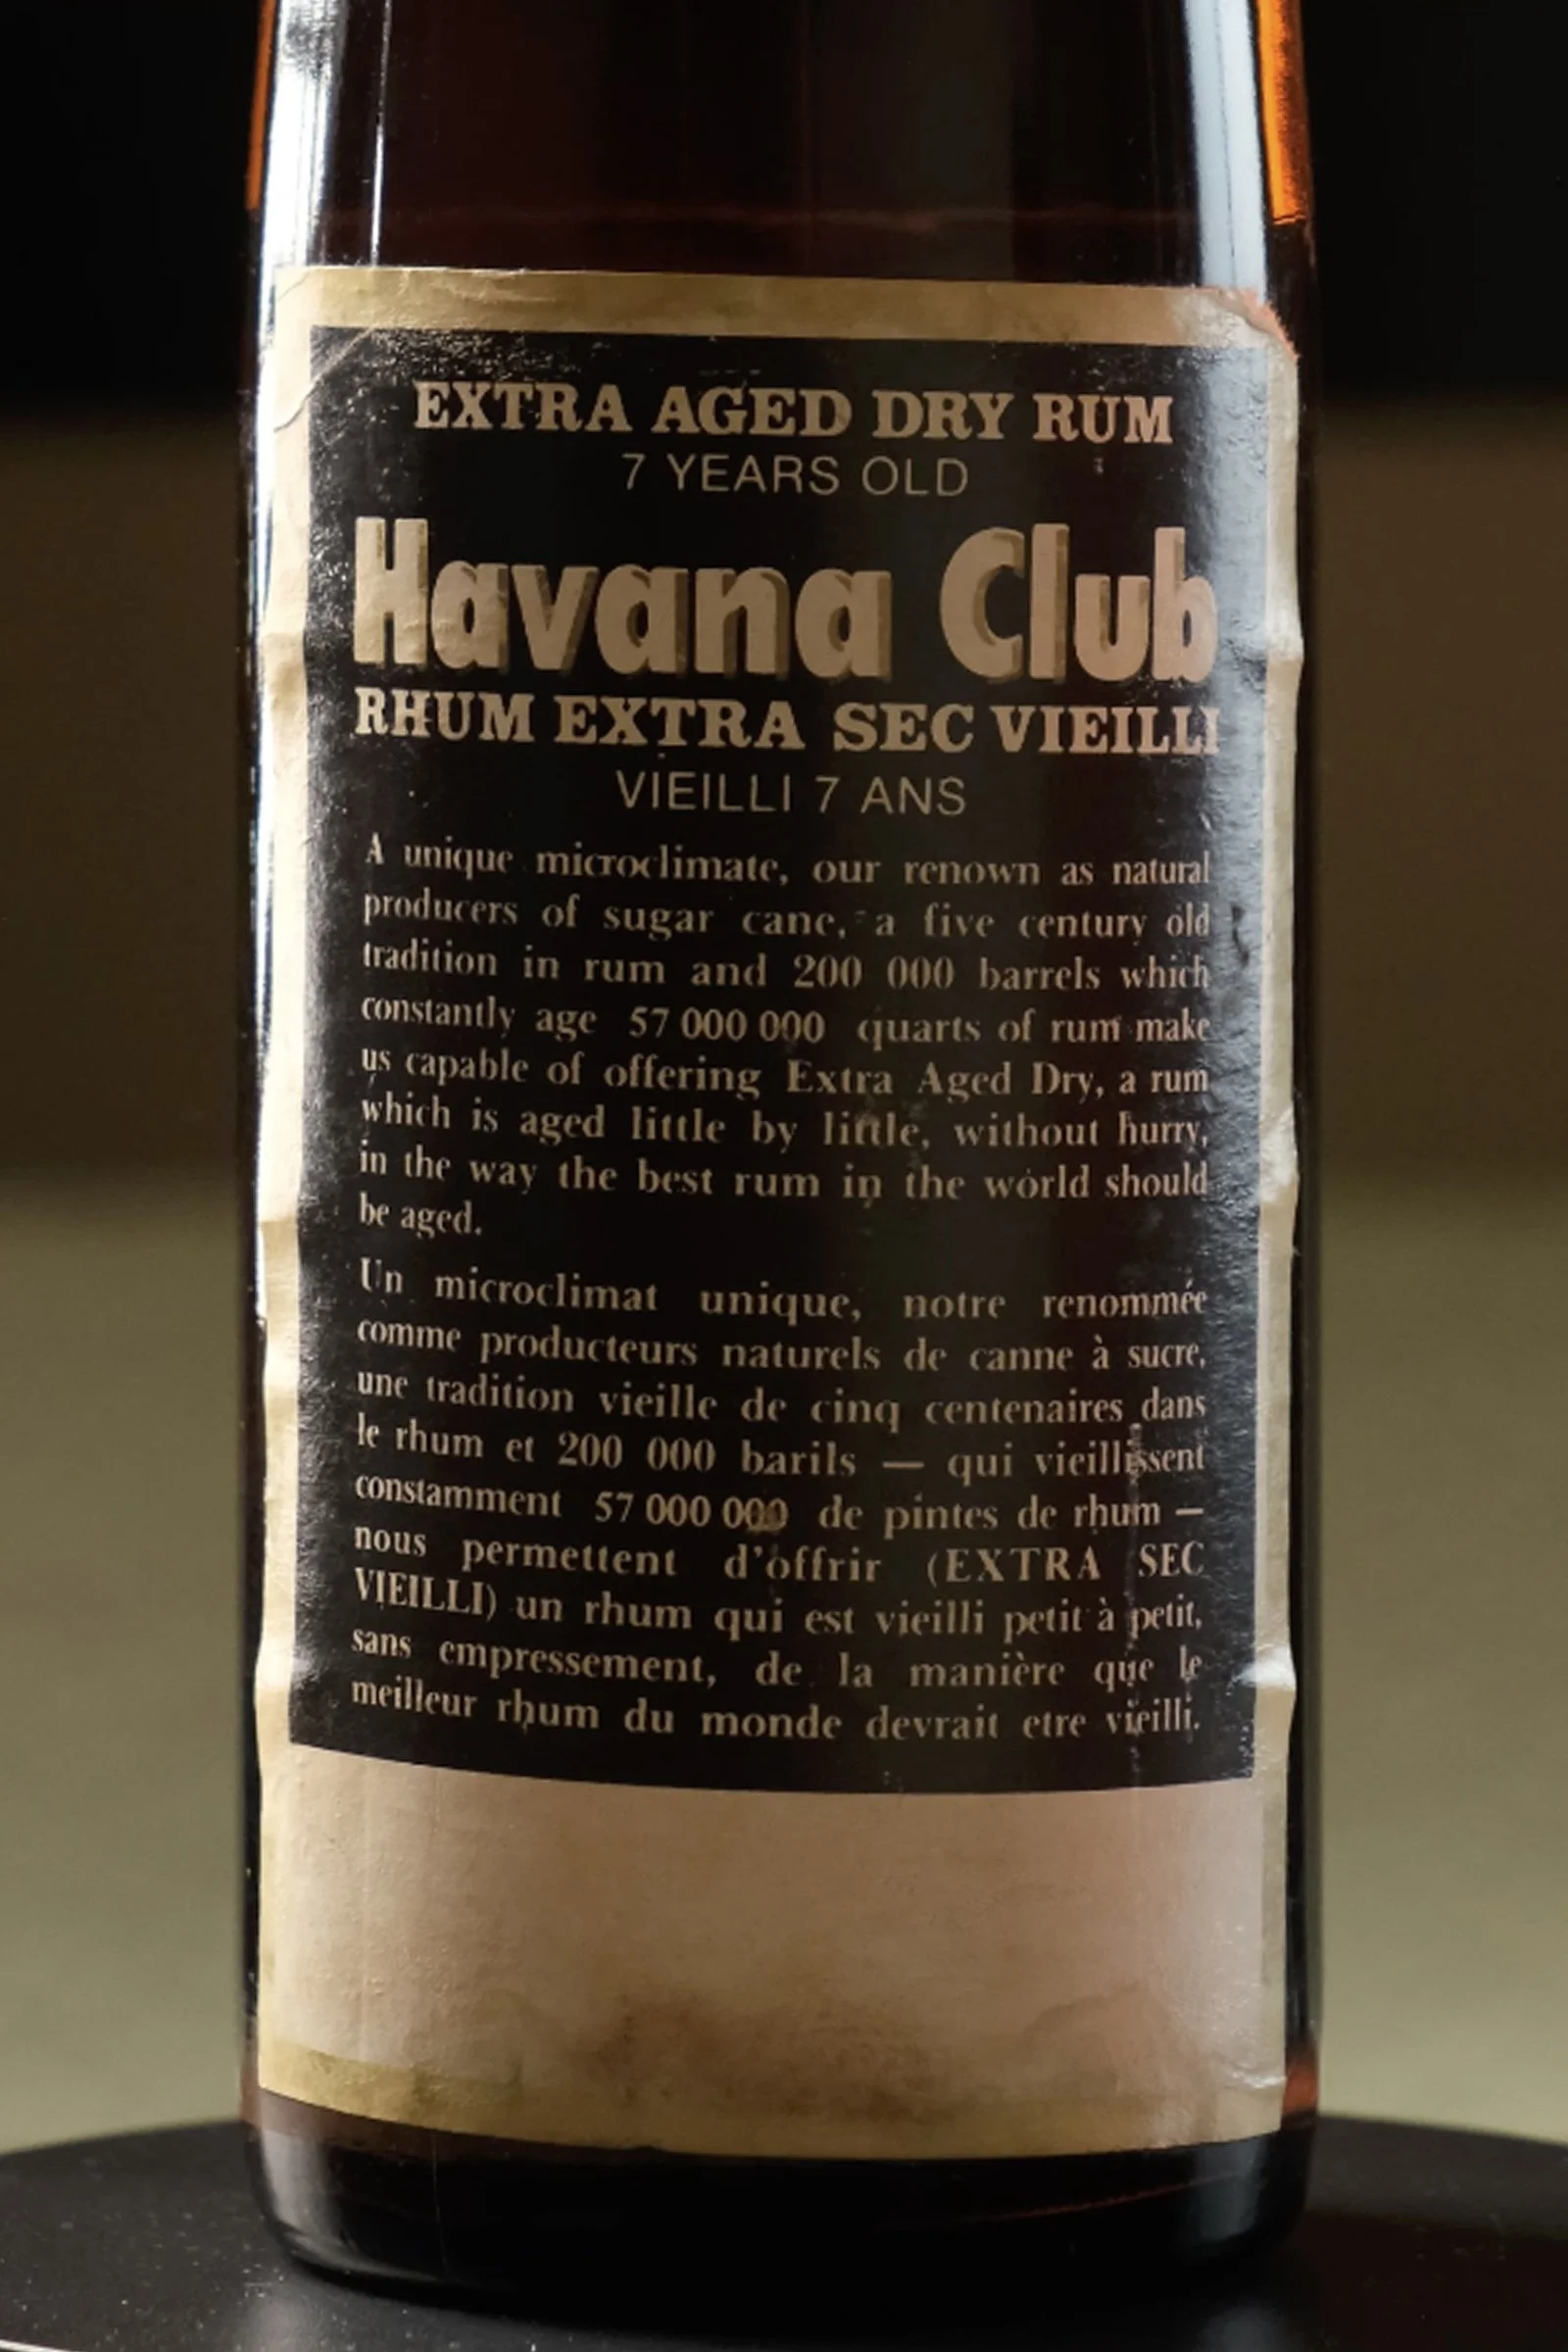 EXTRA AGED DRY RUM
7 YEARS OLD
Havana Club
RHUM EXTRA SEC VIEILLI
VIEILLI 7 ANS
A unique microclimate, our renown as natural
producers of sugar cane, a five century old
tradition in rum and 200 000 barrels which
constantly age 57 000 000 quarts of rum make
us capable of offering Extra Aged Dry, a rum
which is aged little by little, without hurry,
in the way the best rum in the world should
be aged.
Un microclimat unique, notre renommée
comme producteurs naturels de canne à sucre,
une tradition vieille de cinq centenaires dans
le rhum et 200 000 barils — qui vieillissent
constamment 57 000 000 de pintes de rhum —
nous permettent d'offrir (EXTRA SEC
VIEILLI) un rhum qui est vieilli petit à petit,
sans empressement, de la manière que le
meilleur rhum du monde devrait etre vieilli.